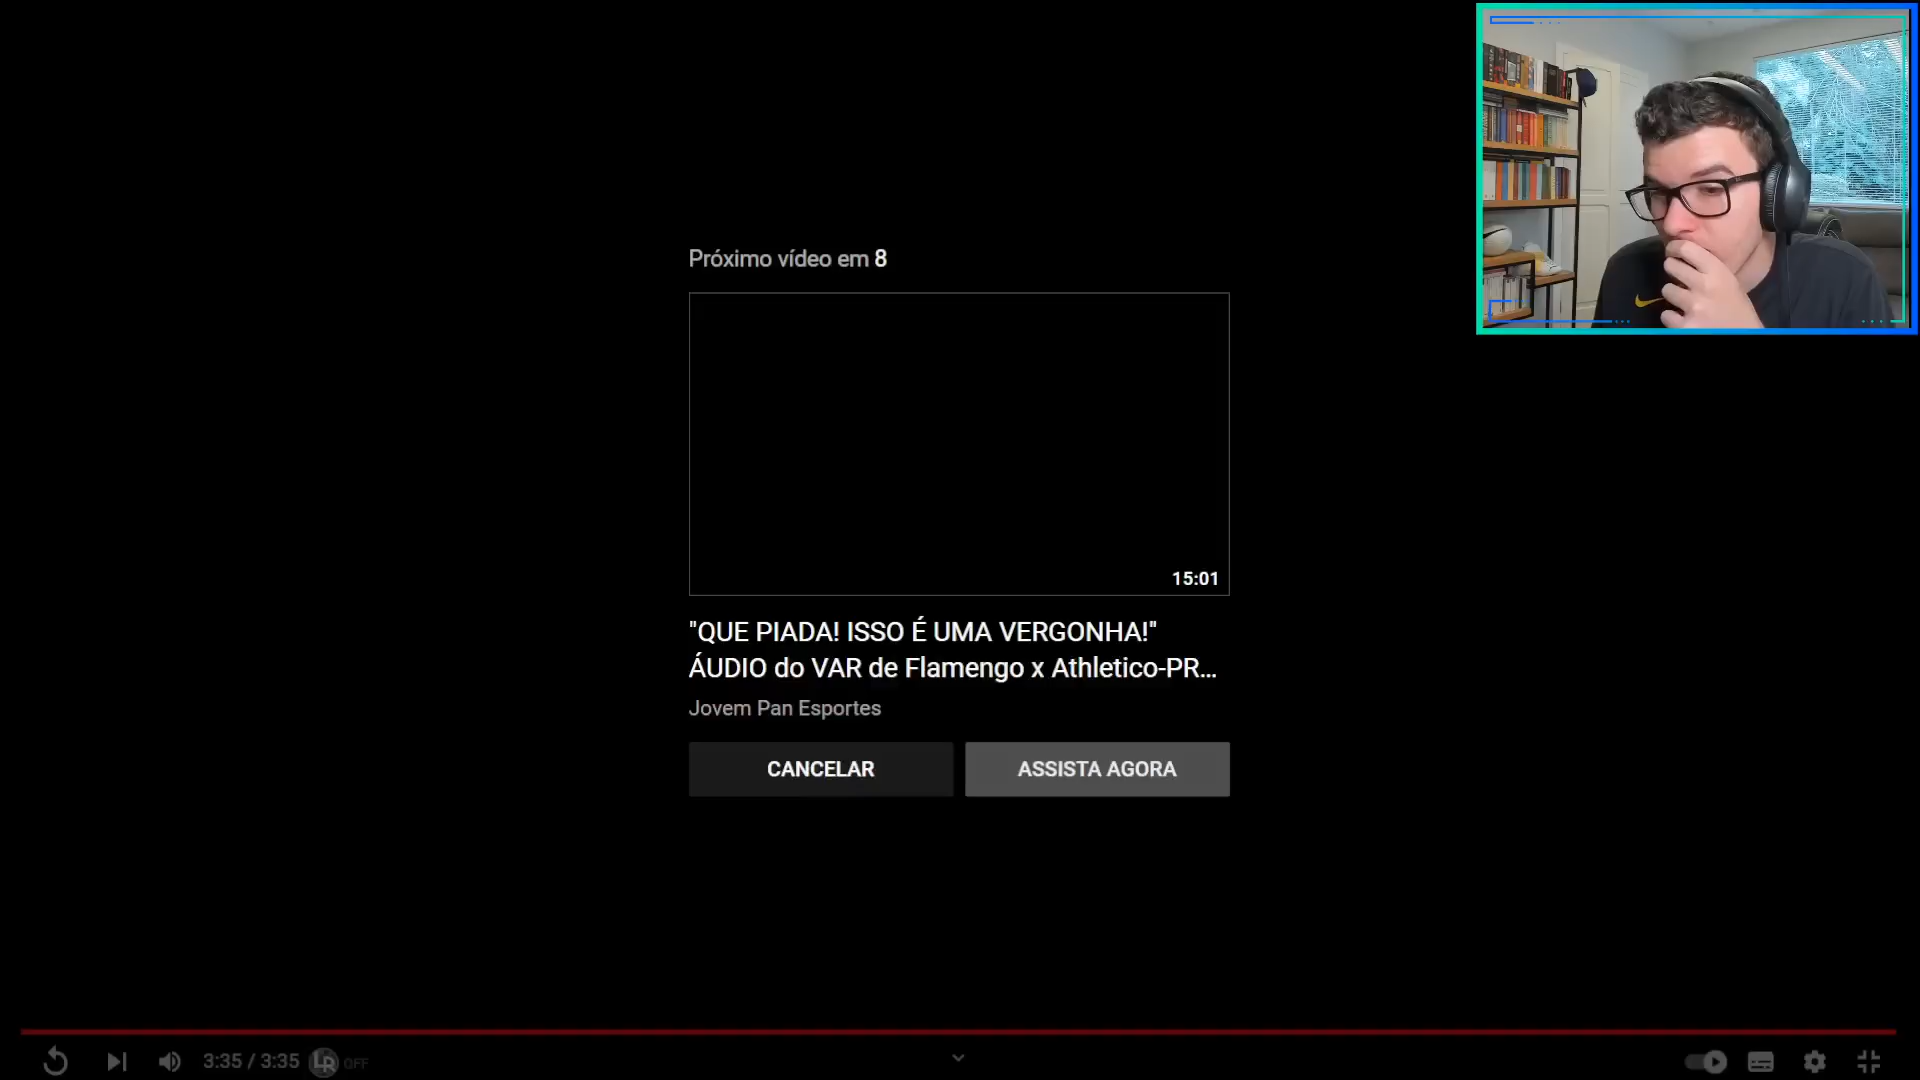 Próximo vídeo em 8
15:01
"QUE PIADA! ISSO É UMA VERGONHA!"
ÁUDIO do VAR de Flamengo x Athletico-PR...
Jovem Pan Esportes
CANCELAR
ASSISTA AGORA
3:35 / 3:35 LR OFF